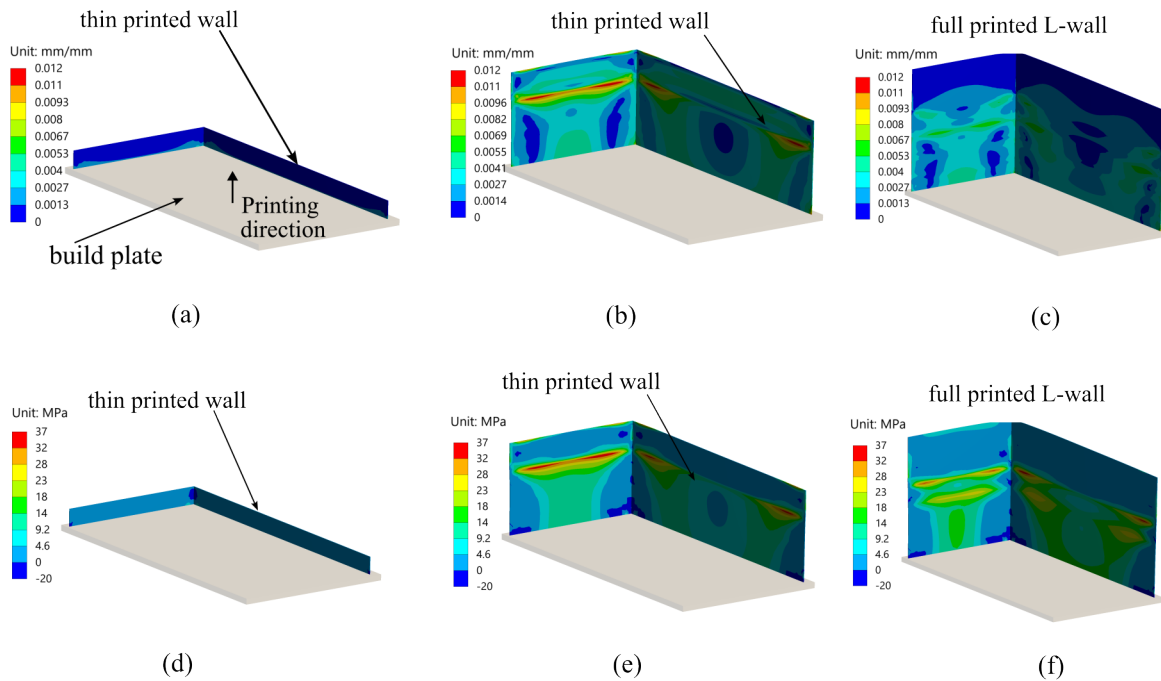 thin printed wall
Unit: mm/mm
0.012
0.011
0.0093
0.008
0.0067
0.0053
0.004
0.0027
0.0013
0
Printing
direction
build plate
(a)
thin printed wall
Unit: mm/mm
0.012
0.011
0.0096
0.0083
0.0069
0.0055
0.0041
0.0028
0.0014
0
(b)
full printed L-wall
Unit: mm/mm
0.012
0.011
0.0093
0.008
0.0067
0.0053
0.004
0.0027
0.0013
0
(c)
thin printed wall
Unit: MPa
37
32
28
23
18
14
9.2
4.6
0
-20
(d)
thin printed wall
Unit: MPa
37
32
28
23
18
14
9.2
4.6
0
-20
(e)
full printed L-wall
Unit: MPa
37
32
28
23
18
14
9.2
4.6
0
-20
(f)